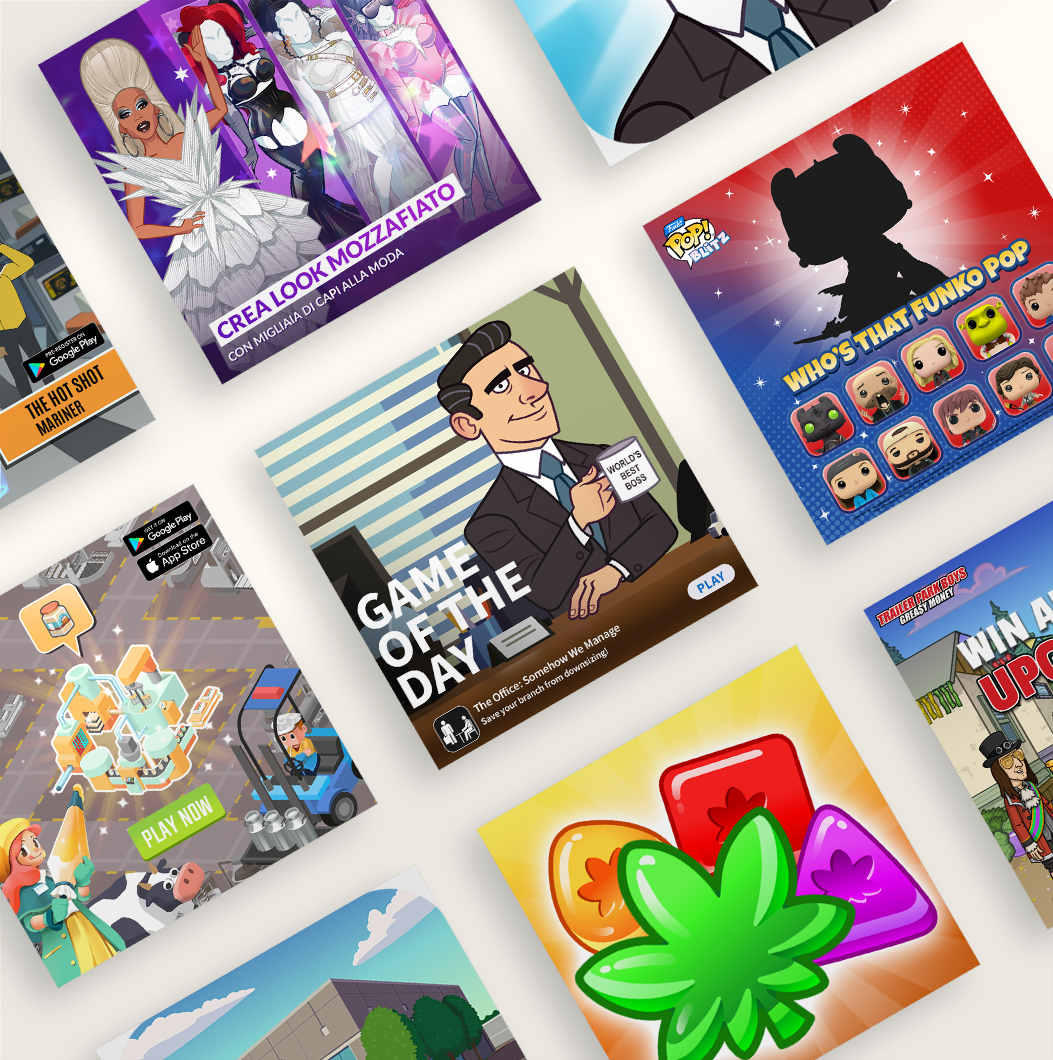 CREA LOOK MOZZAFIATO
CON MIGLIAIA DI CAPI ALLA MODA
PRE-REGISTER ON
Google Play
THE HOT SHOT
MARINER
Funko
POP!
BLITZ
WHO'S THAT FUNKO POP
WORLD'S
BEST
BOSS
GAME
OF THE
DAY
PLAY
The Office: Somehow We Manage
Save your branch from downsizing!
GET IT ON
Google Play
Download on the
App Store
PLAY NOW
TRAILER PARK BOYS
GREASY MONEY
WIN